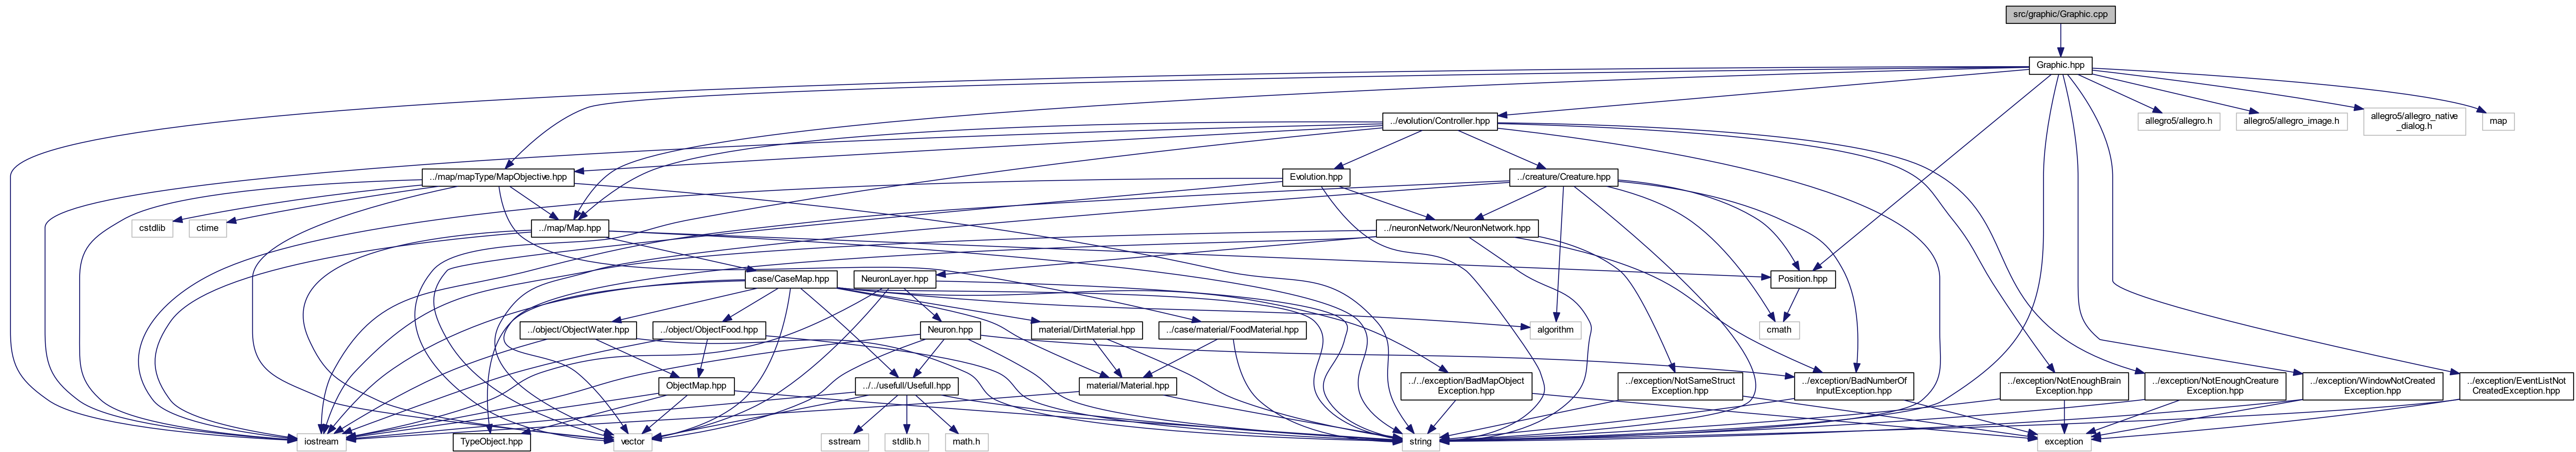 src/graphic/Graphic.cpp
Graphic.hpp
../evolution/Controller.hpp
allegro5/allegro.h
allegro5/allegro_image.h
allegro5/allegro_native
_dialog.h
map
../map/mapType/MapObjective.hpp
Evolution.hpp
../creature/Creature.hpp
cstdlib
ctime
../map/Map.hpp
../neuronNetwork/NeuronNetwork.hpp
case/CaseMap.hpp
NeuronLayer.hpp
Position.hpp
../object/ObjectWater.hpp
../object/ObjectFood.hpp
Neuron.hpp
material/DirtMaterial.hpp
../case/material/FoodMaterial.hpp
algorithm
cmath
ObjectMap.hpp
../../usefull/Usefull.hpp
material/Material.hpp
../../exception/BadMapObject
Exception.hpp
../exception/NotSameStruct
Exception.hpp
../exception/BadNumberOf
InputException.hpp
../exception/NotEnoughBrain
Exception.hpp
../exception/NotEnoughCreature
Exception.hpp
../exception/WindowNotCreated
Exception.hpp
../exception/EventListNot
CreatedException.hpp
iostream
TypeObject.hpp
vector
sstream
stdlib.h
math.h
string
exception